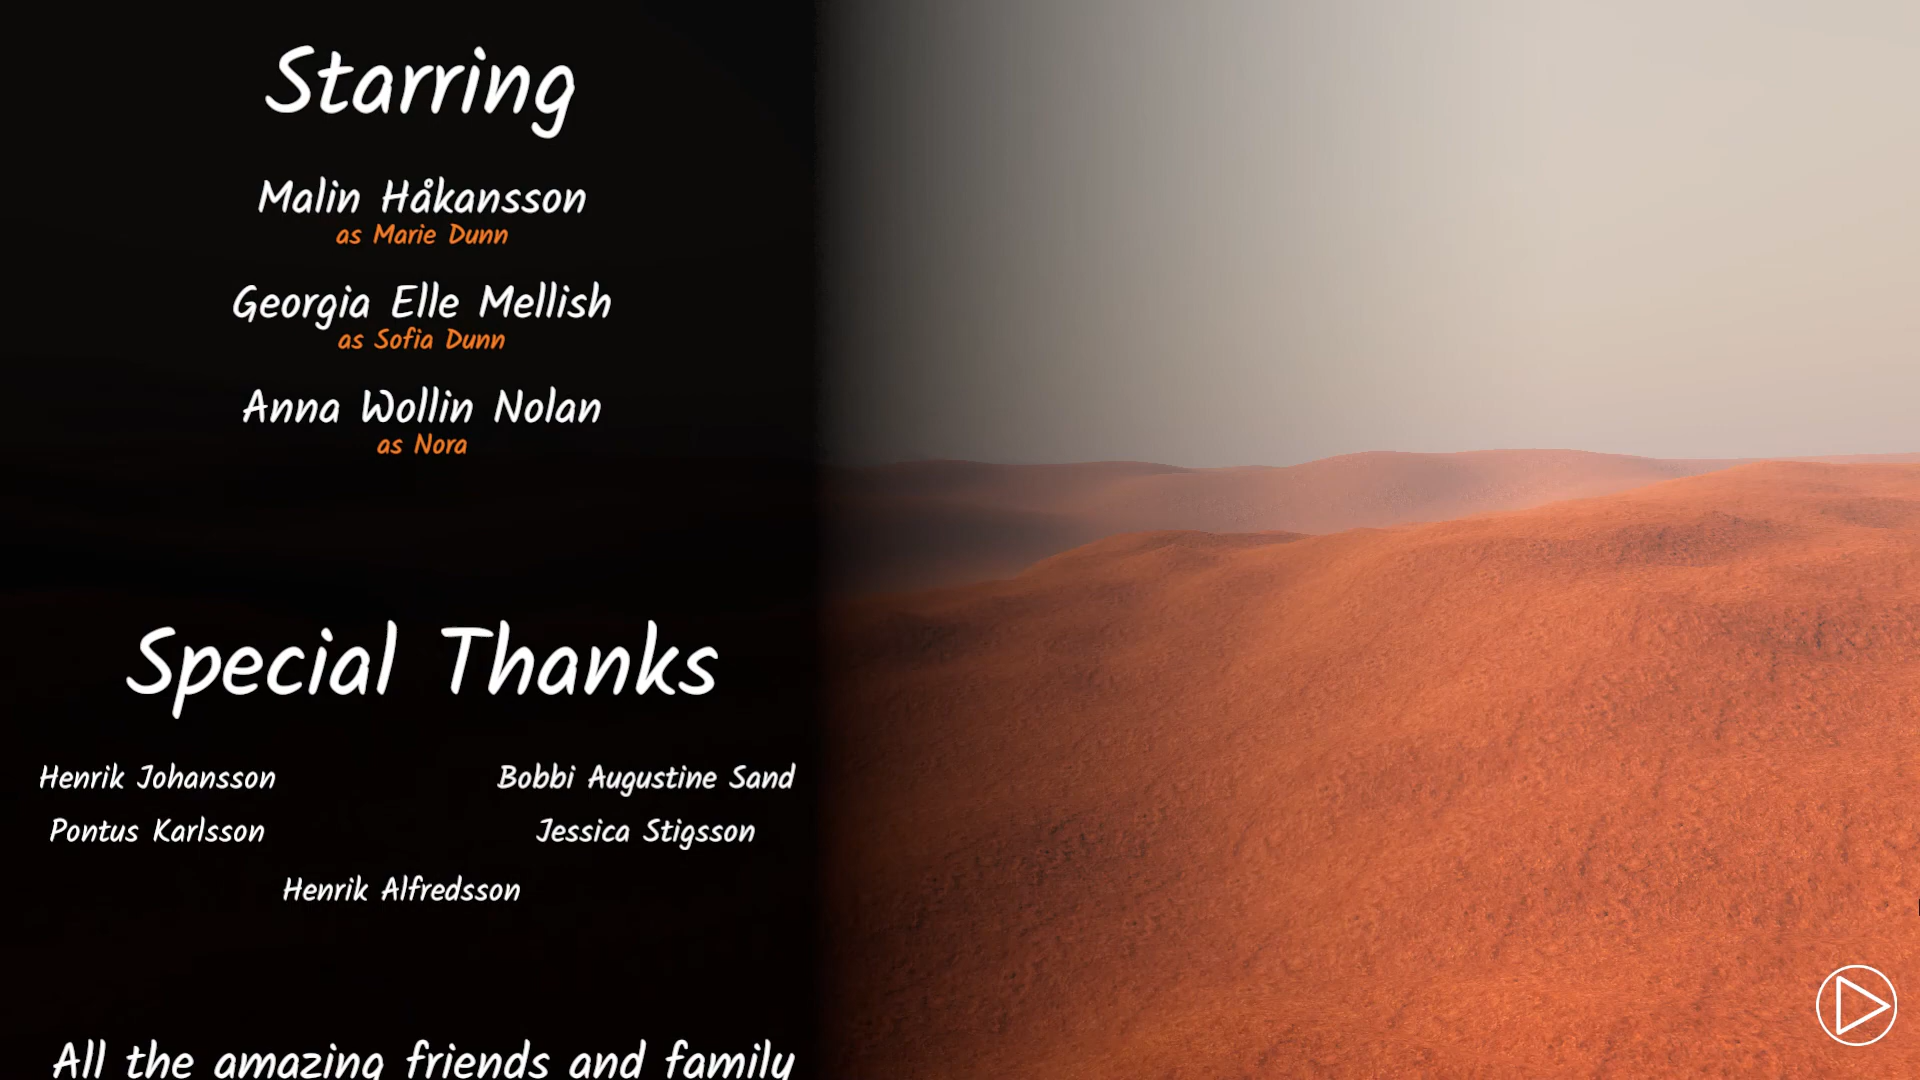 Starring
Malin Håkansson
as Marie Dunn
Georgia Elle Mellish
as Sofia Dunn
Anna Wollin Nolan
as Nora
Special Thanks
Henrik Johansson Bobbi Augustine Sand
Pontus Karlsson Jessica Stigsson
Henrik Alfredsson
All the amazing friends and family